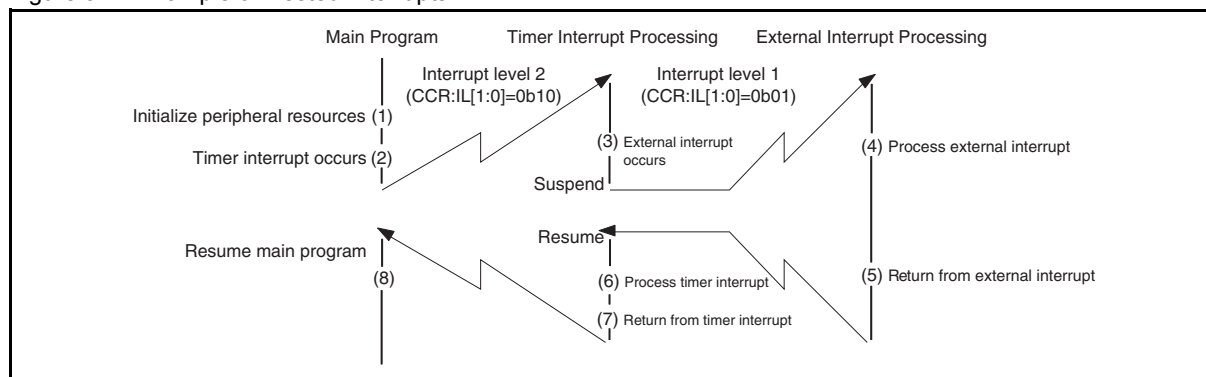 Main Program
Timer Interrupt Processing
External Interrupt Processing
Interrupt level 2
(CCR:IL[1:0]=0b10)
Interrupt level 1
(CCR:IL[1:0]=0b01)
Initialize peripheral resources (1)
Timer interrupt occurs (2)
(3) External interrupt
occurs
Suspend
(4) Process external interrupt
(5) Return from external interrupt
Resume
(6) Process timer interrupt
(7) Return from timer interrupt
Resume main program
(8)